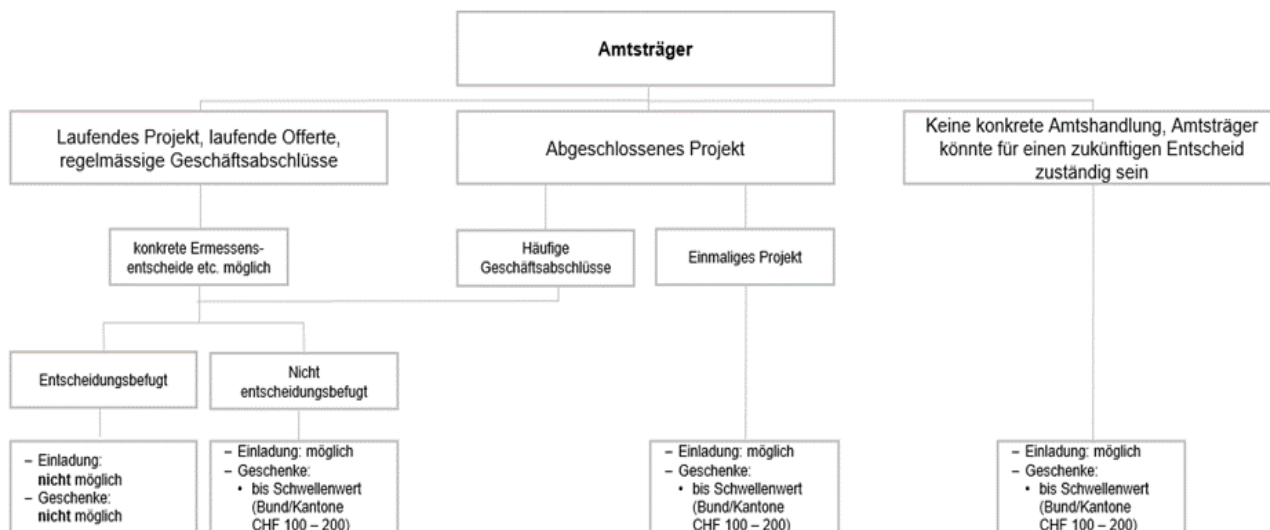 Amtsträger
Laufendes Projekt, laufende Offerte,
regelmässige Geschäftsabschlüsse
Abgeschlossenes Projekt
Keine konkrete Amtshandlung, Amtsträger
könnte für einen zukünftigen Entscheid
zuständig sein
konkrete Ermessens-
entscheide etc. möglich
Häufige
Geschäftsabschlüsse
Einmaliges Projekt
Entscheidungsbefugt
Nicht
entscheidungsbefugt
– Einladung:
nicht möglich
– Geschenke:
nicht möglich
– Einladung: möglich
– Geschenke:
• bis Schwellenwert
(Bund/Kantone
CHF 100 – 200)
– Einladung: möglich
– Geschenke:
• bis Schwellenwert
(Bund/Kantone
CHF 100 – 200)
– Einladung: möglich
– Geschenke:
• bis Schwellenwert
(Bund/Kantone
CHF 100 – 200)